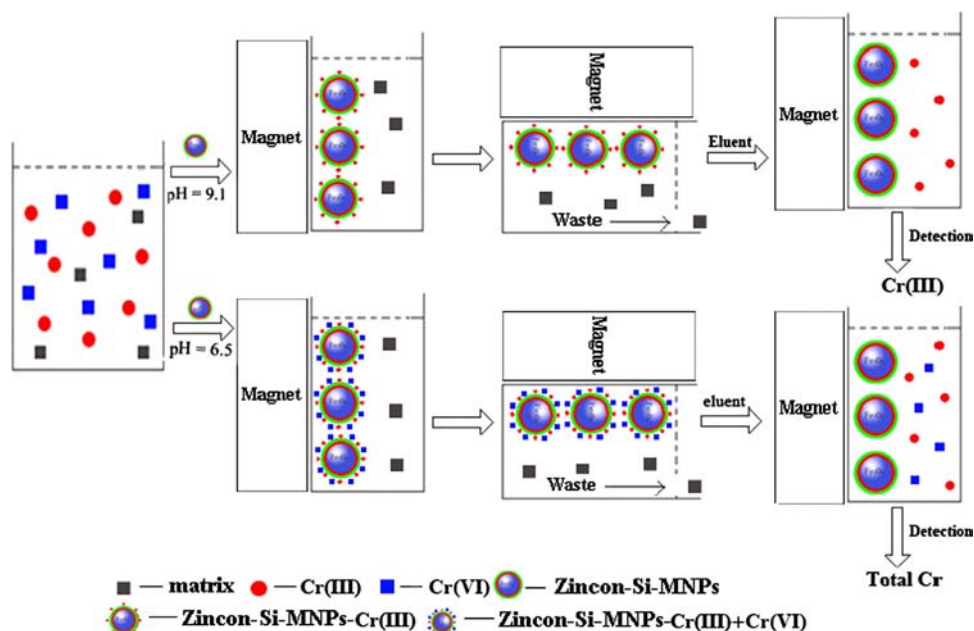 Magnet
pH = 9.1
Magnet
Waste
Eluent
Magnet
Detection
Cr(III)
pH = 6.5
Magnet
Magnet
Waste
eluent
Magnet
Detection
Total Cr
matrix Cr(III) Cr(VI) Zincon-Si-MNPs
Zincon-Si-MNPs-Cr(III) Zincon-Si-MNPs-Cr(III)+Cr(VI)